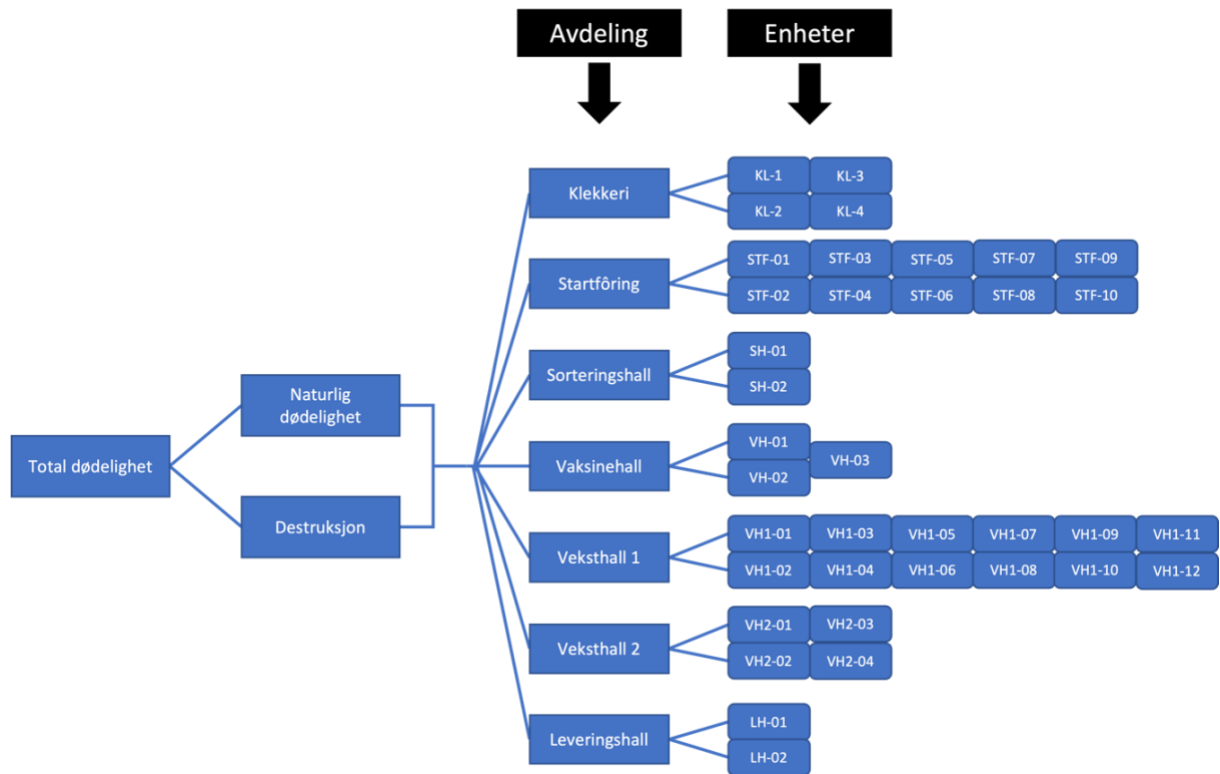 Avdeling
Enheter
Total dødelighet
Naturlig
dødelighet
Destruksjon
Klekkeri
KL-1
KL-3
KL-2
KL-4
Startfôring
STF-01
STF-03
STF-05
STF-07
STF-09
STF-02
STF-04
STF-06
STF-08
STF-10
Sorteringshall
SH-01
SH-02
Vaksinehall
VH-01
VH-02
VH-03
Veksthall 1
VH1-01
VH1-03
VH1-05
VH1-07
VH1-09
VH1-11
VH1-02
VH1-04
VH1-06
VH1-08
VH1-10
VH1-12
Veksthall 2
VH2-01
VH2-03
VH2-02
VH2-04
Leveringshall
LH-01
LH-02